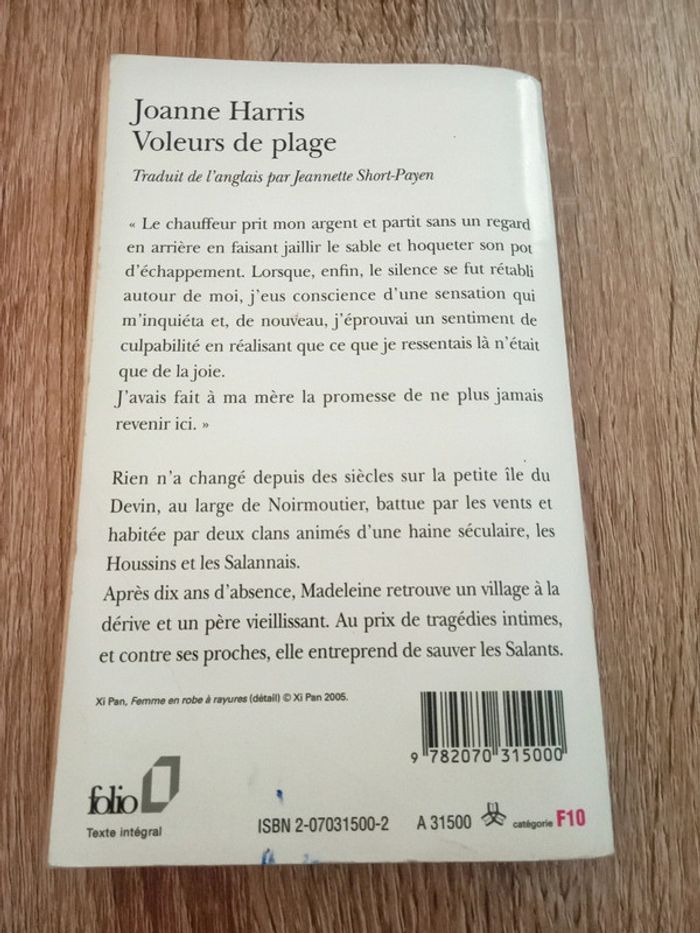 Joanne Harris
Voleurs de plage
Traduit de l'anglais par Jeannette Short-Payen
« Le chauffeur prit mon argent et partit sans un regard
en arrière en faisant jaillir le sable et hoqueter son pot
d'échappement. Lorsque, enfin, le silence se fut rétabli
autour de moi, j'eus conscience d'une sensation qui
m'inquiéta et, de nouveau, j'éprouvai un sentiment de
culpabilité en réalisant que ce que je ressentais là n'était
que de la joie.
J'avais fait à ma mère la promesse de ne plus jamais
revenir ici. »
Rien n'a changé depuis des siècles sur la petite île du
Devin, au large de Noirmoutier, battue par les vents et
habitée par deux clans animés d'une haine séculaire, les
Houssins et les Salannais.
Après dix ans d'absence, Madeleine retrouve un village à la
dérive et un père vieillissant. Au prix de tragédies intimes,
et contre ses proches, elle entreprend de sauver les Salants.
Xi Pan, Femme en robe à rayures (détail) © Xi Pan 2005.
9 782070 315000
folio
Texte intégral
ISBN 2-07031500-2
A 31500
catégorie F10